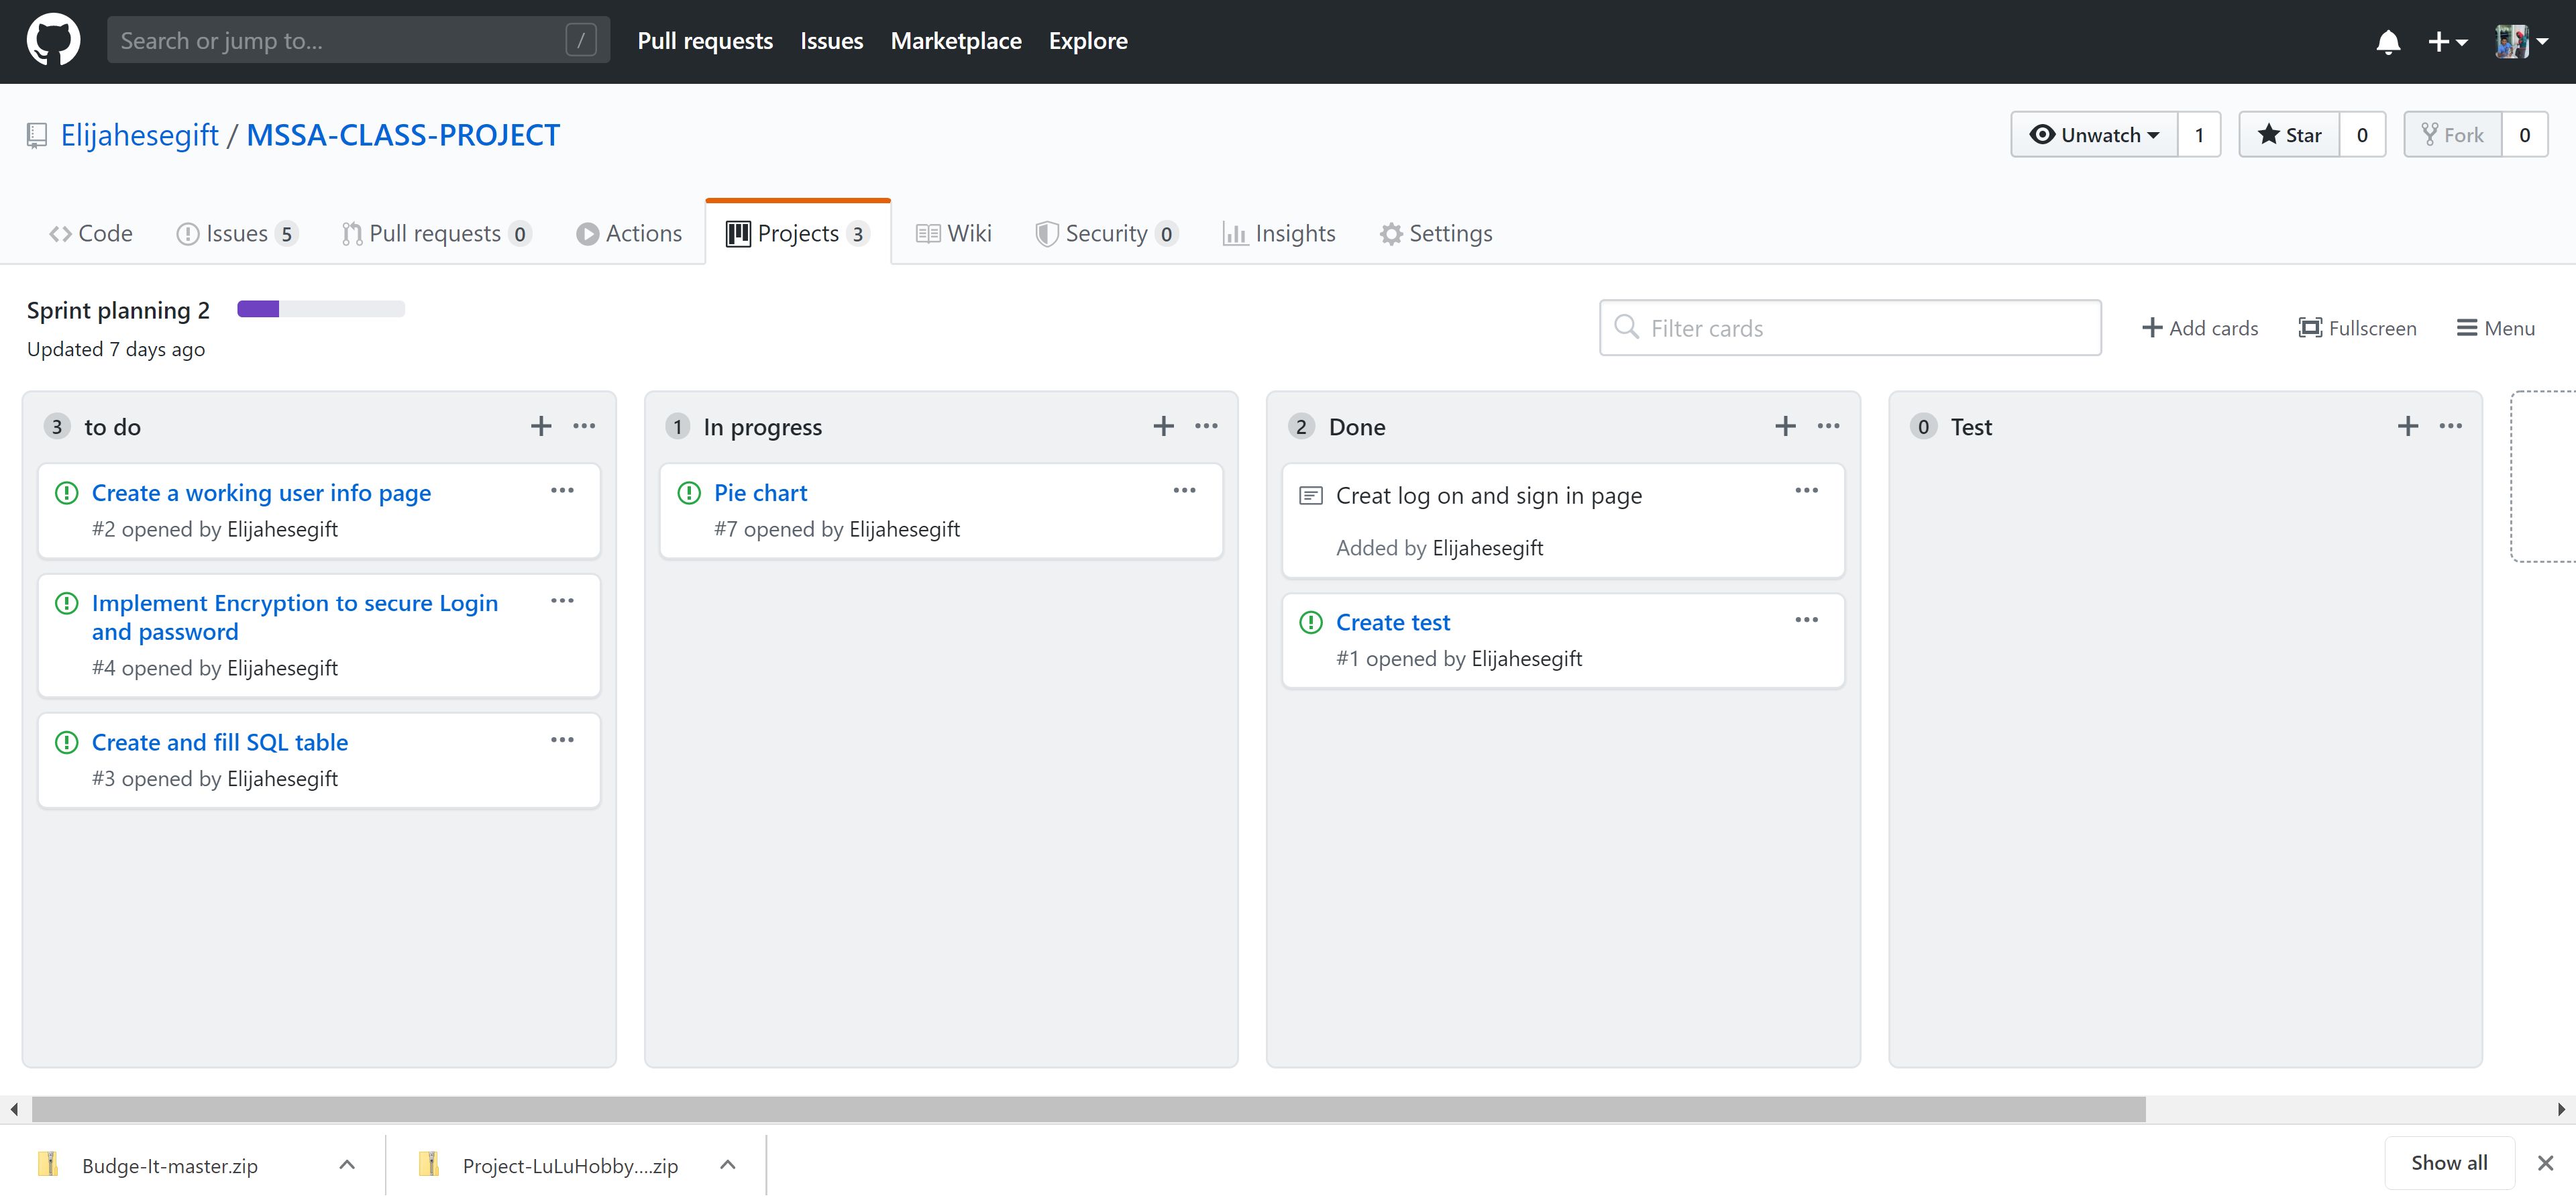 Search or jump to... /
Pull requests Issues Marketplace Explore
Elijahesegift / MSSA-CLASS-PROJECT
Unwatch 1 Star 0 Fork 0
Code Issues 5 Pull requests 0 Actions Projects 3 Wiki Security 0 Insights Settings
Sprint planning 2
Updated 7 days ago
Filter cards
Add cards Fullscreen Menu
3 to do
Create a working user info page
#2 opened by Elijahesegift
Implement Encryption to secure Login
and password
#4 opened by Elijahesegift
Create and fill SQL table
#3 opened by Elijahesegift
1 In progress
Pie chart
#7 opened by Elijahesegift
2 Done
Creat log on and sign in page
Added by Elijahesegift
Create test
#1 opened by Elijahesegift
0 Test
Budge-It-master.zip
Project-LuLuHobby....zip
Show all